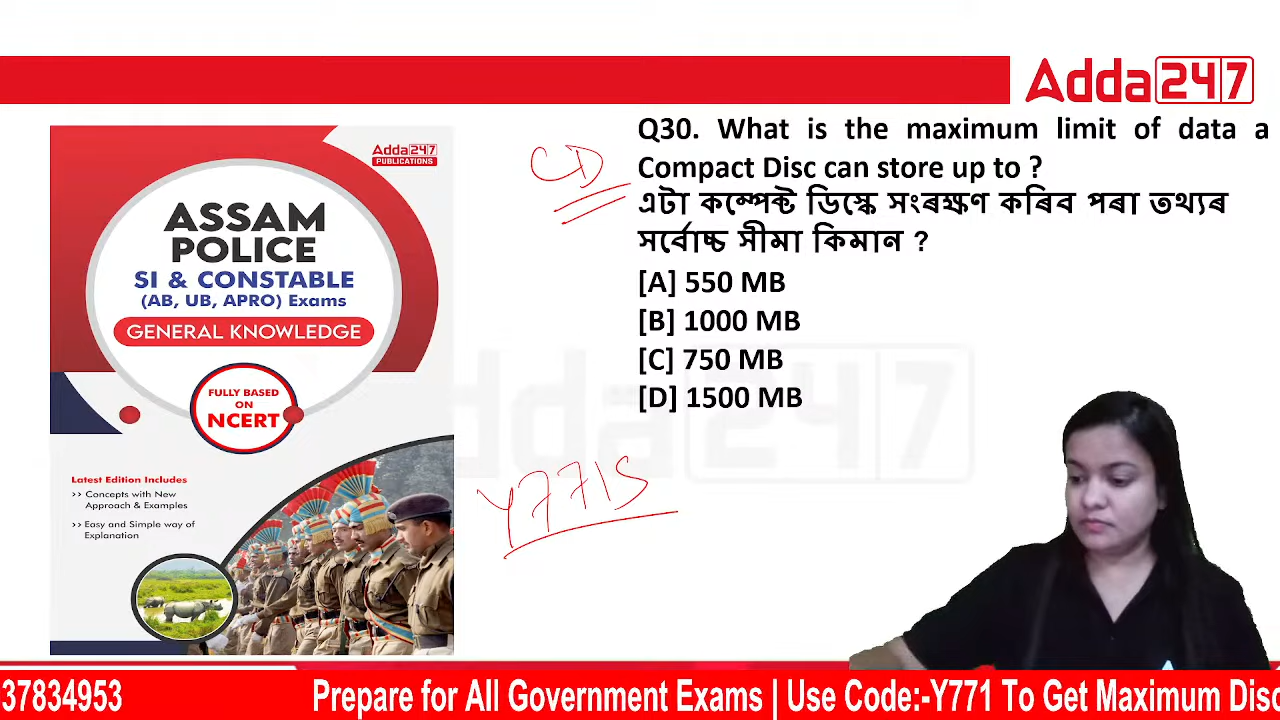 Adda247
Q30. What is the maximum limit of data a
Compact Disc can store up to ?
এটা কম্পেক্ট ডিস্কে সংৰক্ষণ কৰিব পৰা তথ্যৰ
সৰ্বোচ্চ সীমা কিমান ?
[A] 550 MB
[B] 1000 MB
[C] 750 MB
[D] 1500 MB
CD
Adda247
PUBLICATIONS
ASSAM
POLICE
SI & CONSTABLE
(AB, UB, APRO) Exams
GENERAL KNOWLEDGE
FULLY BASED
ON
NCERT
Latest Edition Includes
>> Concepts with New
Approach & Examples
>> Easy and Simple way of
Explanation
Adda247
Y771S
37834953 Prepare for All Government Exams | Use Code:-Y771 To Get Maximum Disc